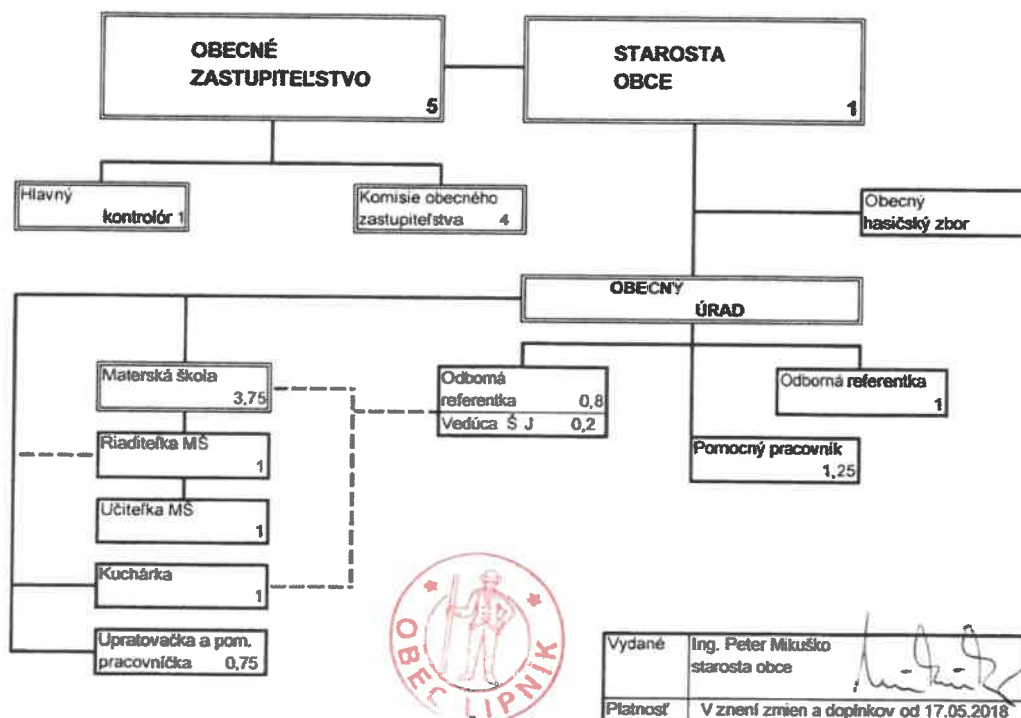 OBECNÉ
ZASTUPITEĽSTVO
5
STAROSTA
OBCE
1
Hlavný
kontrolór 1
Komisie obecného
zastupiteľstva 4
Obecný
hasičský zbor
OBECNÝ
ÚRAD
Materská škola
3,75
Odborná
referentka 0,8
Vedúca Š J 0,2
Odborná referentka
1
Riaditeľka MŠ
1
Pomocný pracovník
1,25
Učiteľka MŠ
1
Kuchárka
1
Upratovačka a pom.
pracovníčka 0,75
OBEC LIPNÍK
Vydané Ing. Peter Mikuško
starosta obce
Platnosť V znení zmien a doplnkov od 17.05.2018